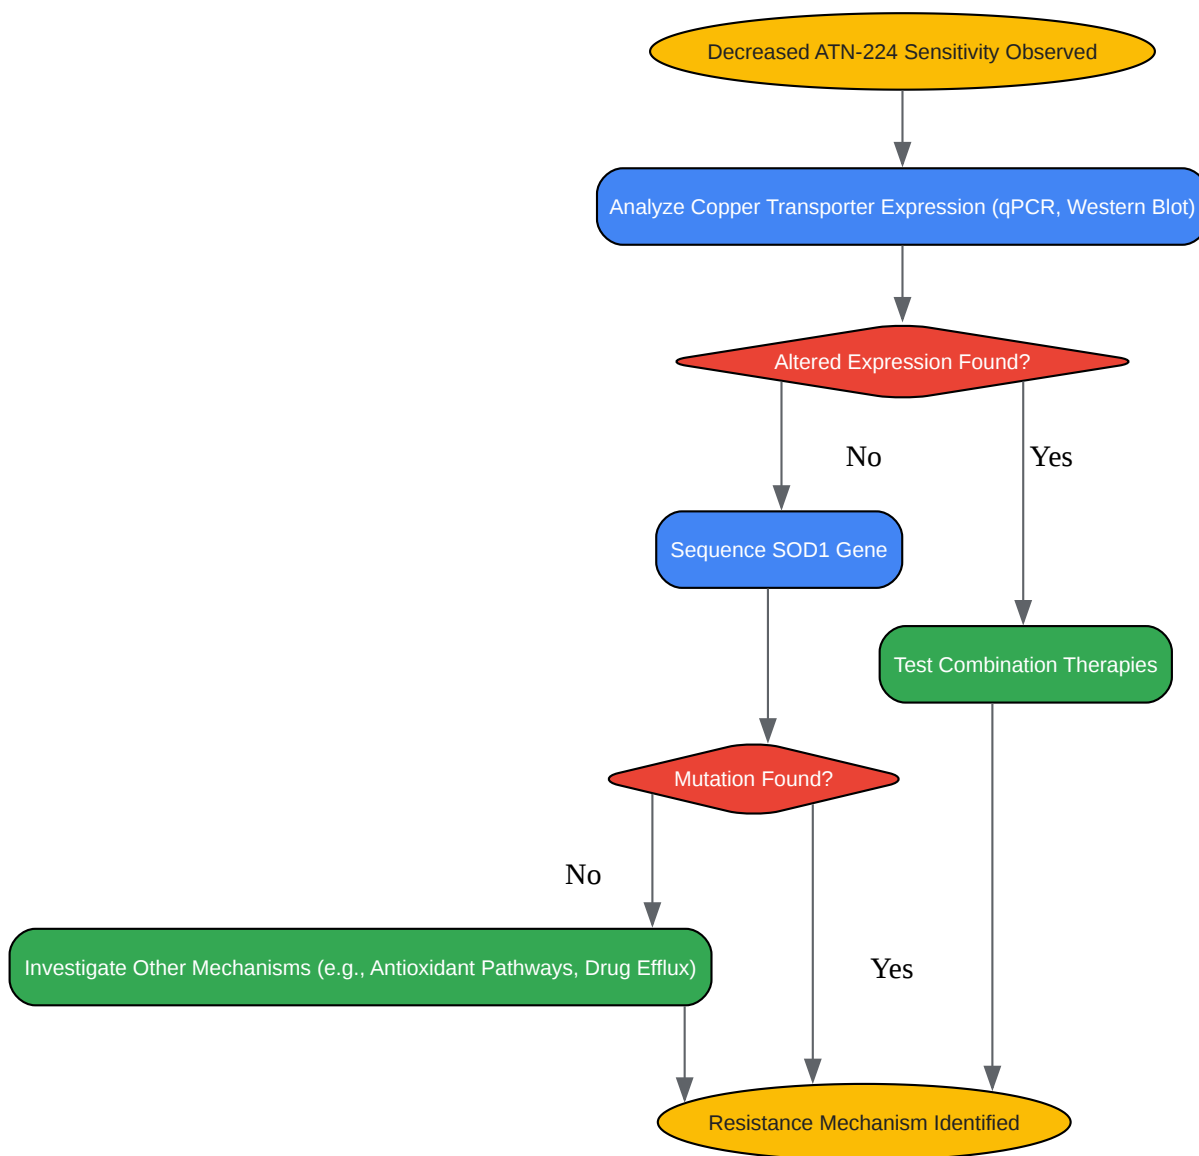 Decreased ATN-224 Sensitivity Observed
Analyze Copper Transporter Expression (qPCR, Western Blot)
Altered Expression Found?
No
Yes
Sequence SOD1 Gene
Test Combination Therapies
Mutation Found?
No
Investigate Other Mechanisms (e.g., Antioxidant Pathways, Drug Efflux)
Yes
Resistance Mechanism Identified